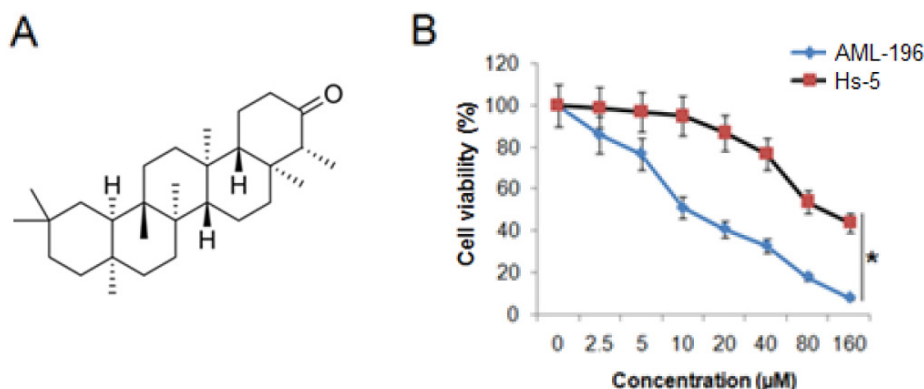 A
O
H
H
H
B
AML-196
Hs-5
Cell viability (%)
120
100
80
60
40
20
0
*
0 2.5 5 10 20 40 80 160
Concentration (µM)